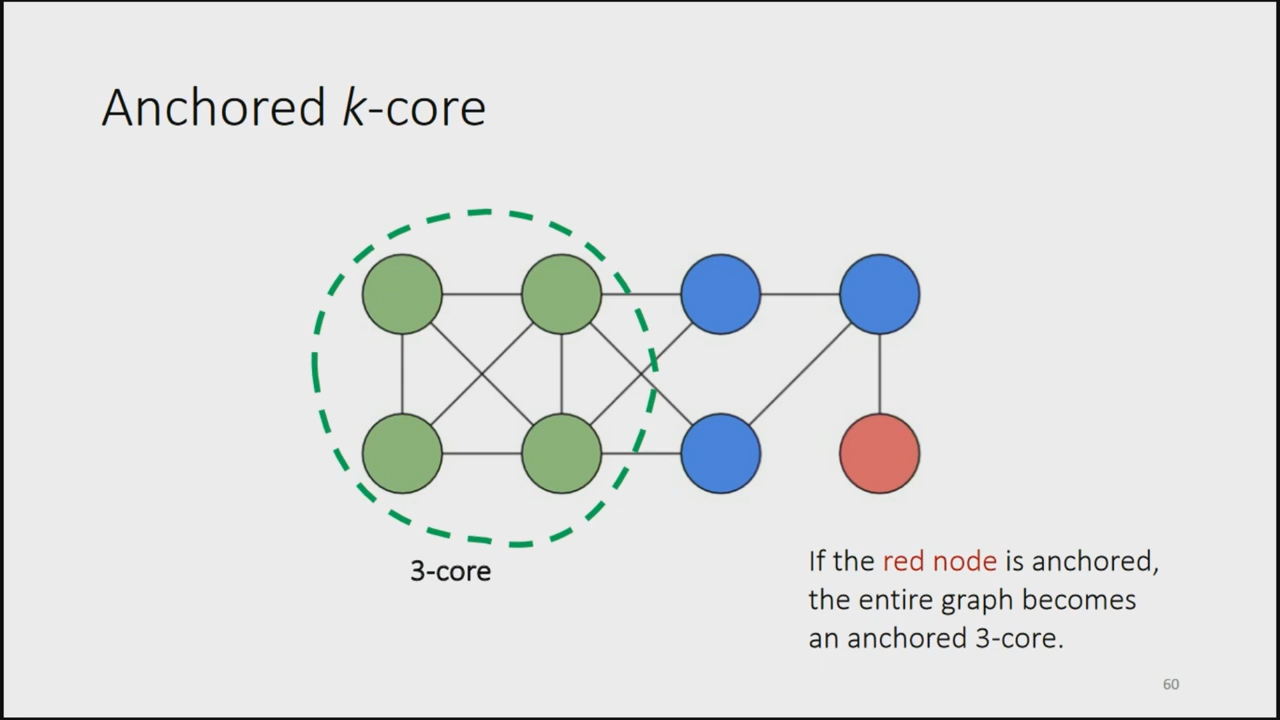 Anchored k-core
3-core
If the red node is anchored,
the entire graph becomes
an anchored 3-core.
60